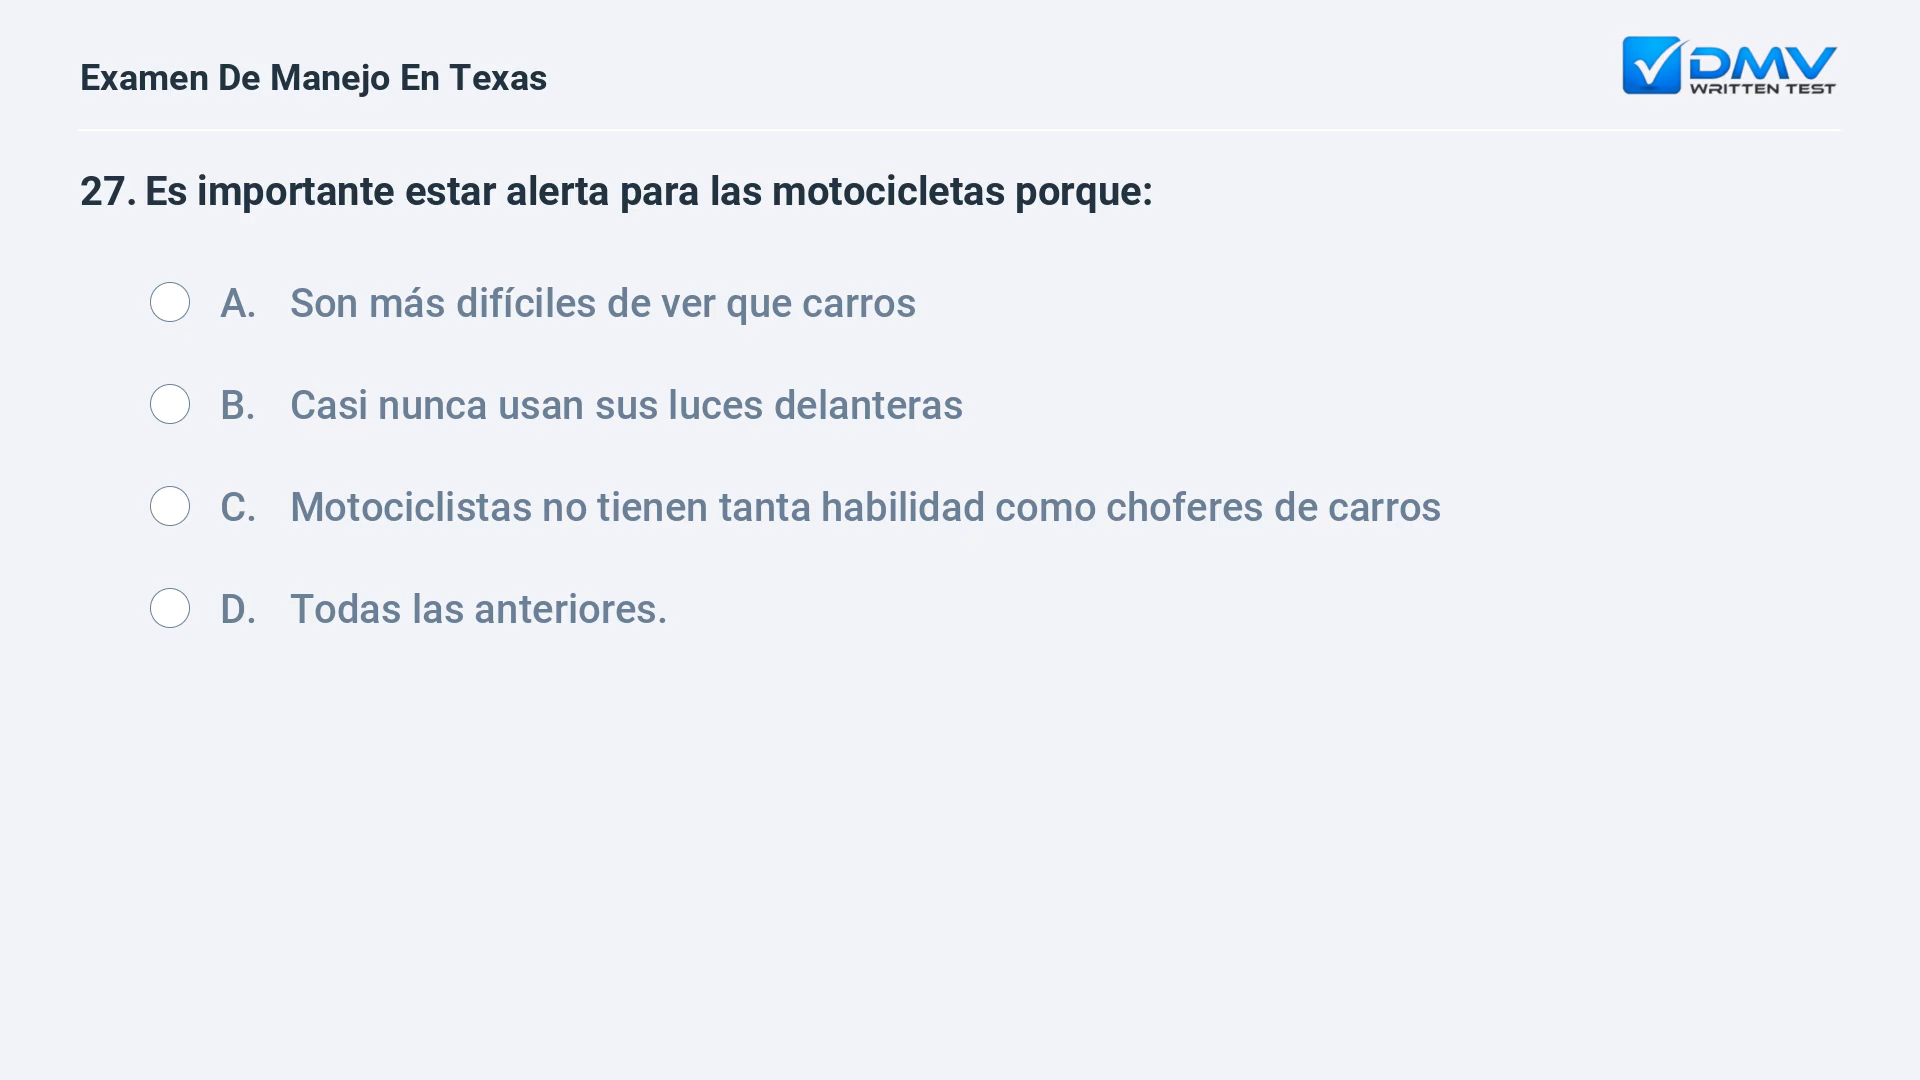 Examen De Manejo En Texas
DMV
WRITTEN TEST
27. Es importante estar alerta para las motocicletas porque:
A. Son más difíciles de ver que carros
B. Casi nunca usan sus luces delanteras
C. Motociclistas no tienen tanta habilidad como choferes de carros
D. Todas las anteriores.